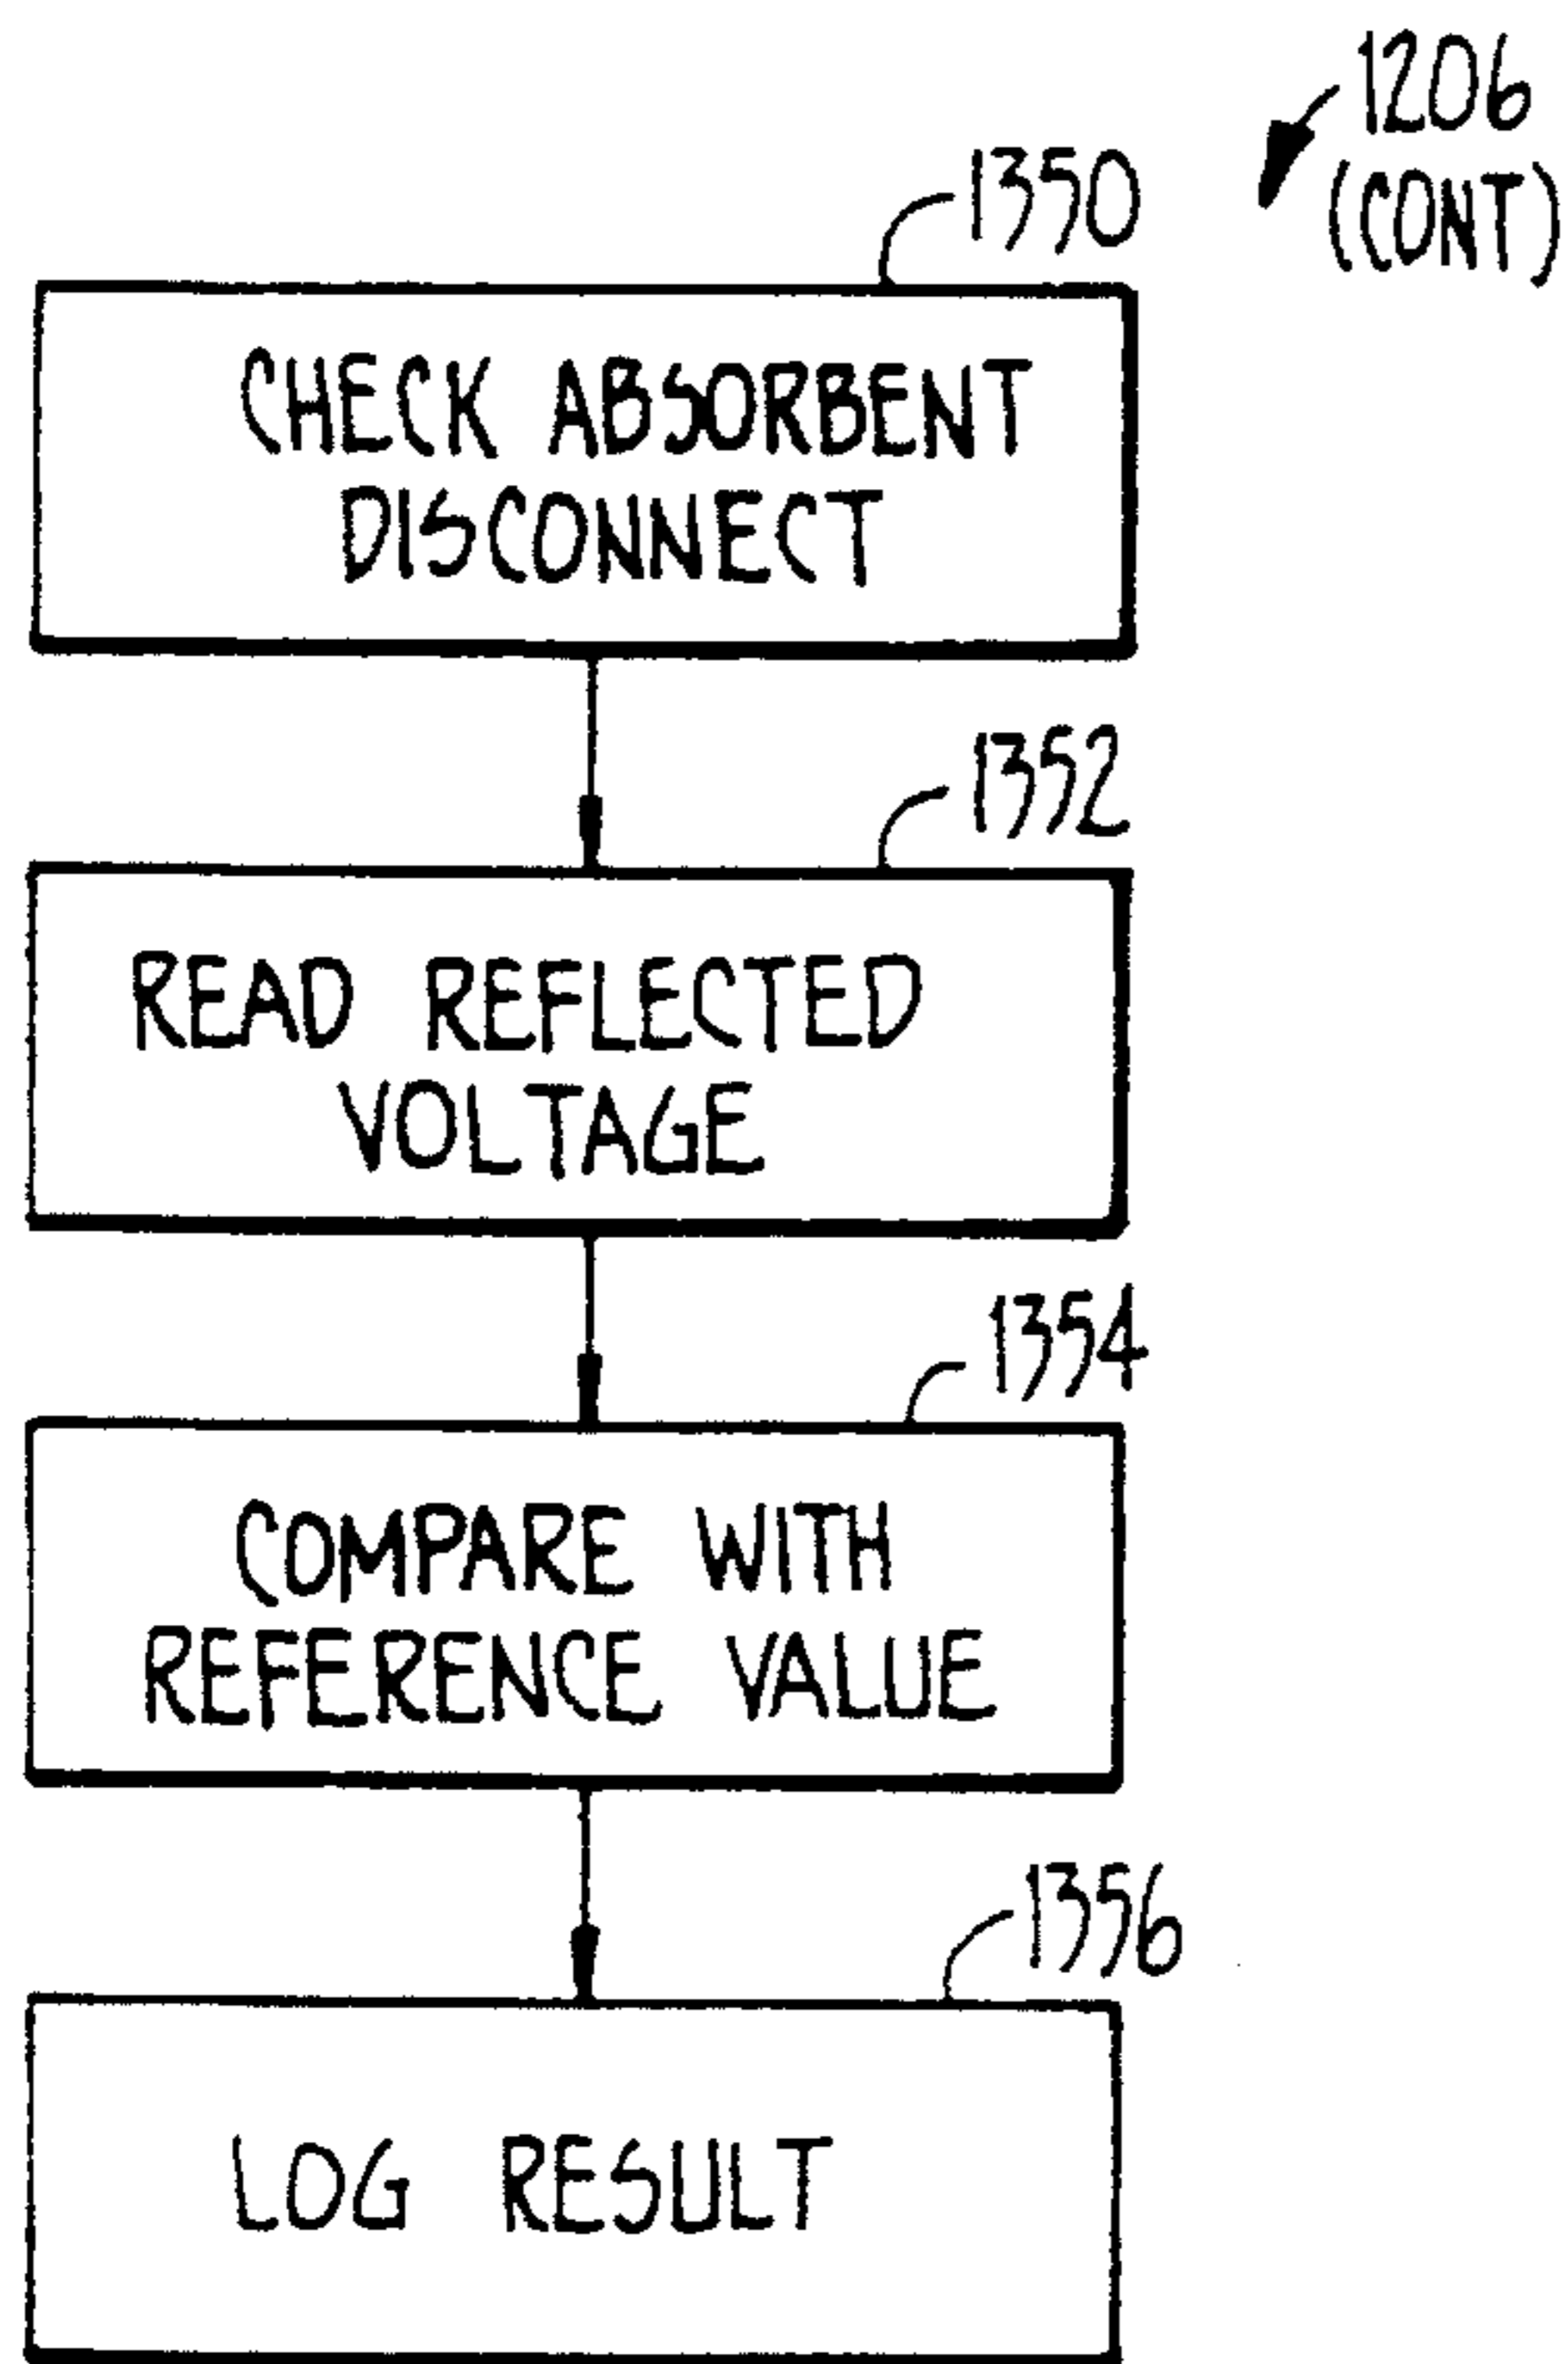 1206
(CONT)
1350
CHECK ABSORBENT
DISCONNECT
1352
READ REFLECTED
VOLTAGE
1354
COMPARE WITH
REFERENCE VALUE
1356
LOG RESULT